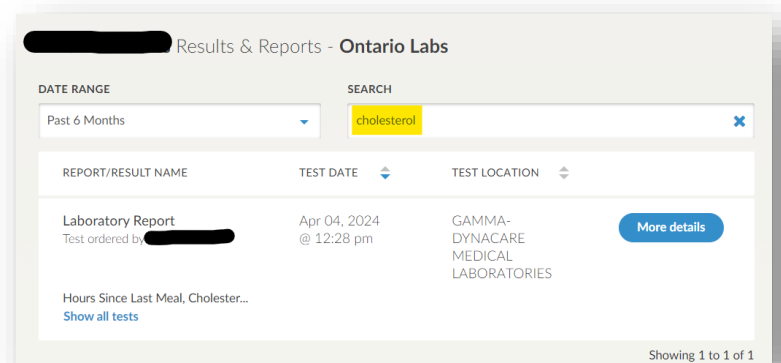 Results & Reports - Ontario Labs
DATE RANGE
SEARCH
Past 6 Months
cholesterol
REPORT/RESULT NAME
TEST DATE
TEST LOCATION
Laboratory Report
Test ordered by
Apr 04, 2024
@ 12:28 pm
GAMMA-
DYNACARE
MEDICAL
LABORATORIES
More details
Hours Since Last Meal, Cholester...
Show all tests
Showing 1 to 1 of 1